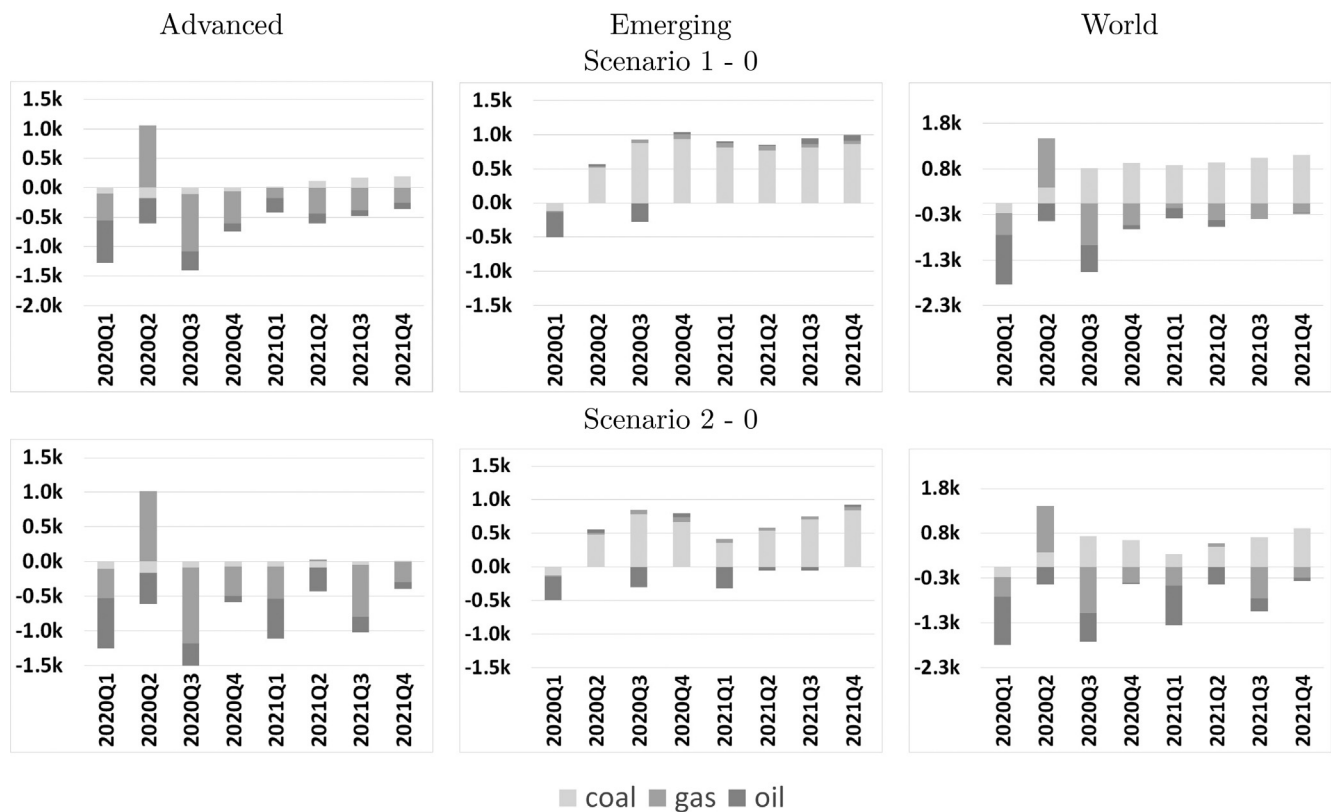 Advanced Emerging World
Scenario 1 - 0
1.5k
1.0k
0.5k
0.0k
-0.5k
-1.0k
-1.5k
-2.0k
2020Q1 2020Q2 2020Q3 2020Q4 2021Q1 2021Q2 2021Q3 2021Q4
1.5k
1.0k
0.5k
0.0k
-0.5k
-1.0k
-1.5k
2020Q1 2020Q2 2020Q3 2020Q4 2021Q1 2021Q2 2021Q3 2021Q4
1.8k
0.8k
-0.3k
-1.3k
-2.3k
2020Q1 2020Q2 2020Q3 2020Q4 2021Q1 2021Q2 2021Q3 2021Q4
Scenario 2 - 0
1.5k
1.0k
0.5k
0.0k
-0.5k
-1.0k
-1.5k
2020Q1 2020Q2 2020Q3 2020Q4 2021Q1 2021Q2 2021Q3 2021Q4
1.5k
1.0k
0.5k
0.0k
-0.5k
-1.0k
-1.5k
2020Q1 2020Q2 2020Q3 2020Q4 2021Q1 2021Q2 2021Q3 2021Q4
1.8k
0.8k
-0.3k
-1.3k
-2.3k
2020Q1 2020Q2 2020Q3 2020Q4 2021Q1 2021Q2 2021Q3 2021Q4
coal gas oil